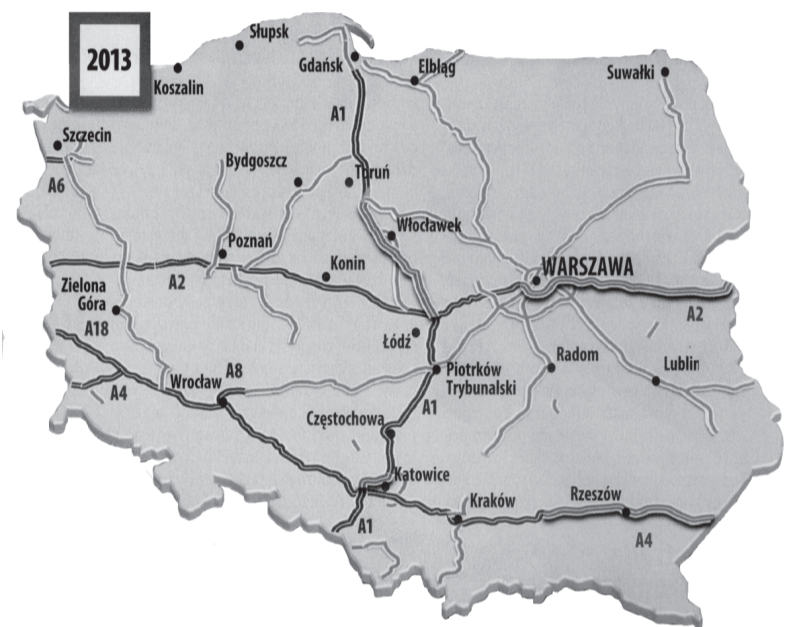 2013
Słupsk
Koszalin
Gdańsk
Elbląg
Suwałki
A1
Szczecin
A6
Bydgoszcz
Toruń
Włocławek
Poznań
Konin
WARSZAWA
A2
A2
Zielona
Góra
A18
Łódź
A4
Wrocław
A8
Piotrków
Trybunalski
Radom
Lublin
A1
Częstochowa
Katowice
Kraków
Rzeszów
A1
A4